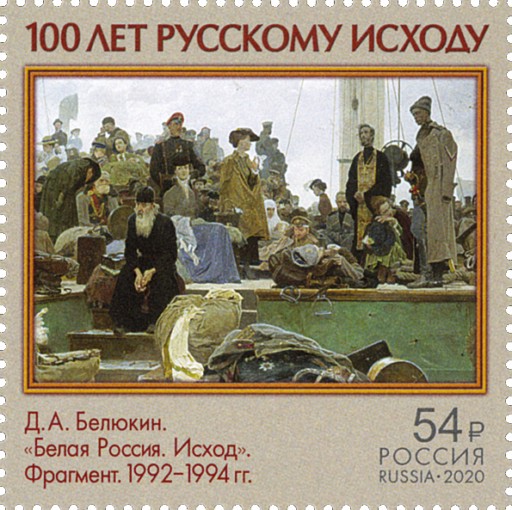 100 ЛЕТ РУССКОМУ ИСХОДУ
Д.А. Белюкин.
«Белая Россия. Исход».
Фрагмент. 1992–1994 гг.
54₽
РОССИЯ
RUSSIA·2020